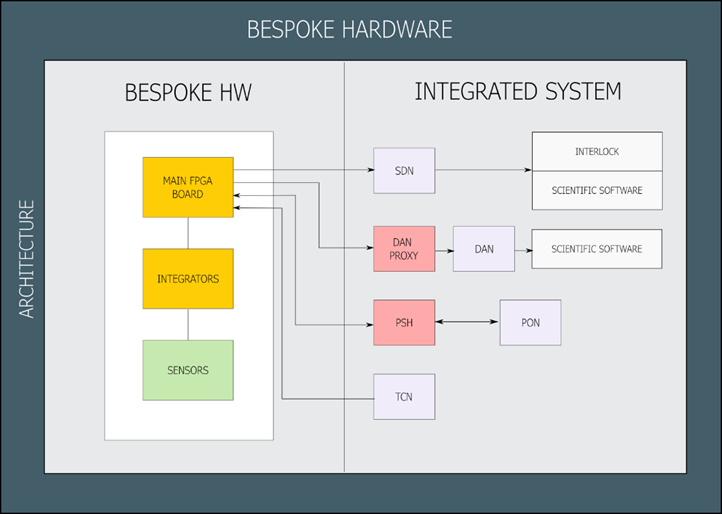 BESPOKE HARDWARE
ARCHITECTURE
BESPOKE HW
INTEGRATED SYSTEM
MAIN FPGA
BOARD
INTEGRATORS
SENSORS
SDN
INTERLOCK
SCIENTIFIC SOFTWARE
DAN
PROXY
DAN
SCIENTIFIC SOFTWARE
PSH
PON
TCN